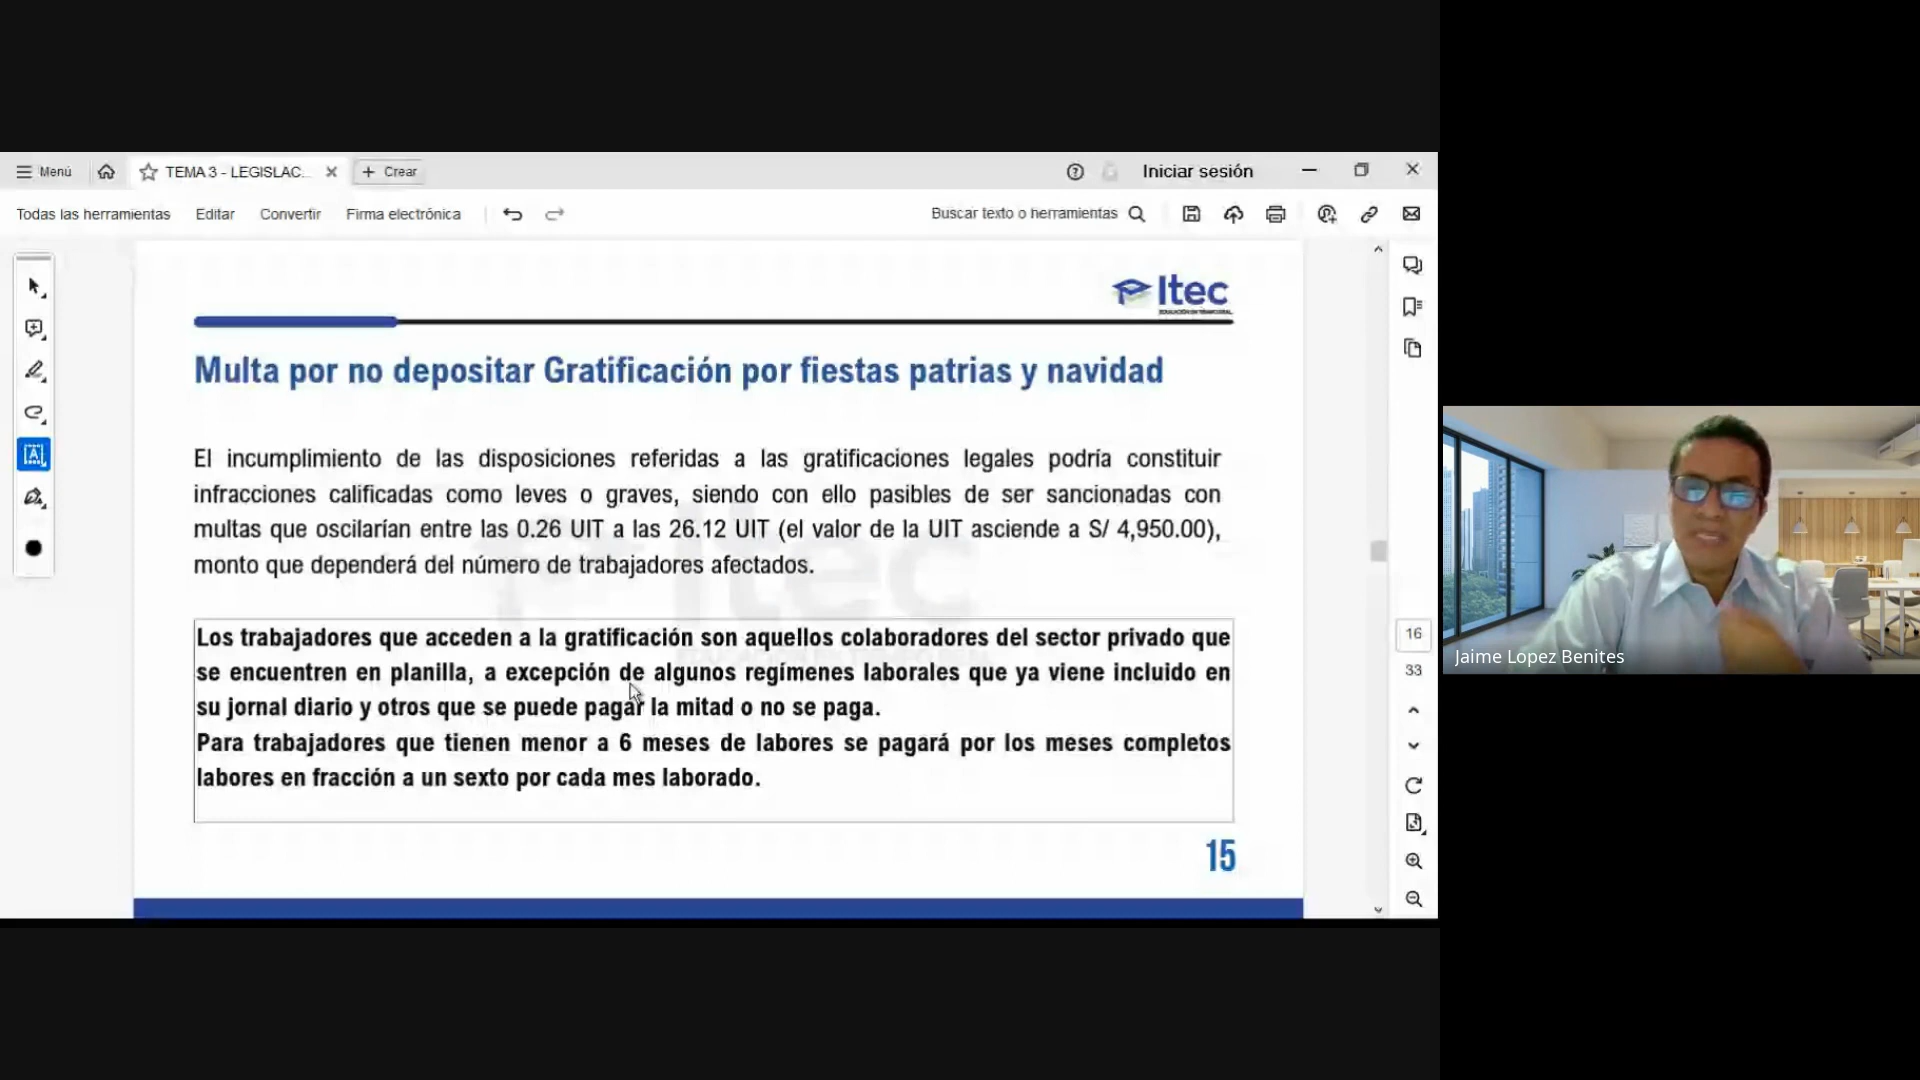 Menú
TEMA 3 - LEGISLAC...
Crear
Iniciar sesión
Todas las herramientas
Editar
Convertir
Firma electrónica
Buscar texto o herramientas
Itec
Multa por no depositar Gratificación por fiestas patrias y navidad
El incumplimiento de las disposiciones referidas a las gratificaciones legales podría constituir
infracciones calificadas como leves o graves, siendo con ello pasibles de ser sancionadas con
multas que oscilarían entre las 0.26 UIT a las 26.12 UIT (el valor de la UIT asciende a S/ 4,950.00),
monto que dependerá del número de trabajadores afectados.
Los trabajadores que acceden a la gratificación son aquellos colaboradores del sector privado que
se encuentren en planilla, a excepción de algunos regímenes laborales que ya viene incluido en
su jornal diario y otros que se puede pagar la mitad o no se paga.
Para trabajadores que tienen menor a 6 meses de labores se pagará por los meses completos
labores en fracción a un sexto por cada mes laborado.
15
16
33
Jaime Lopez Benites